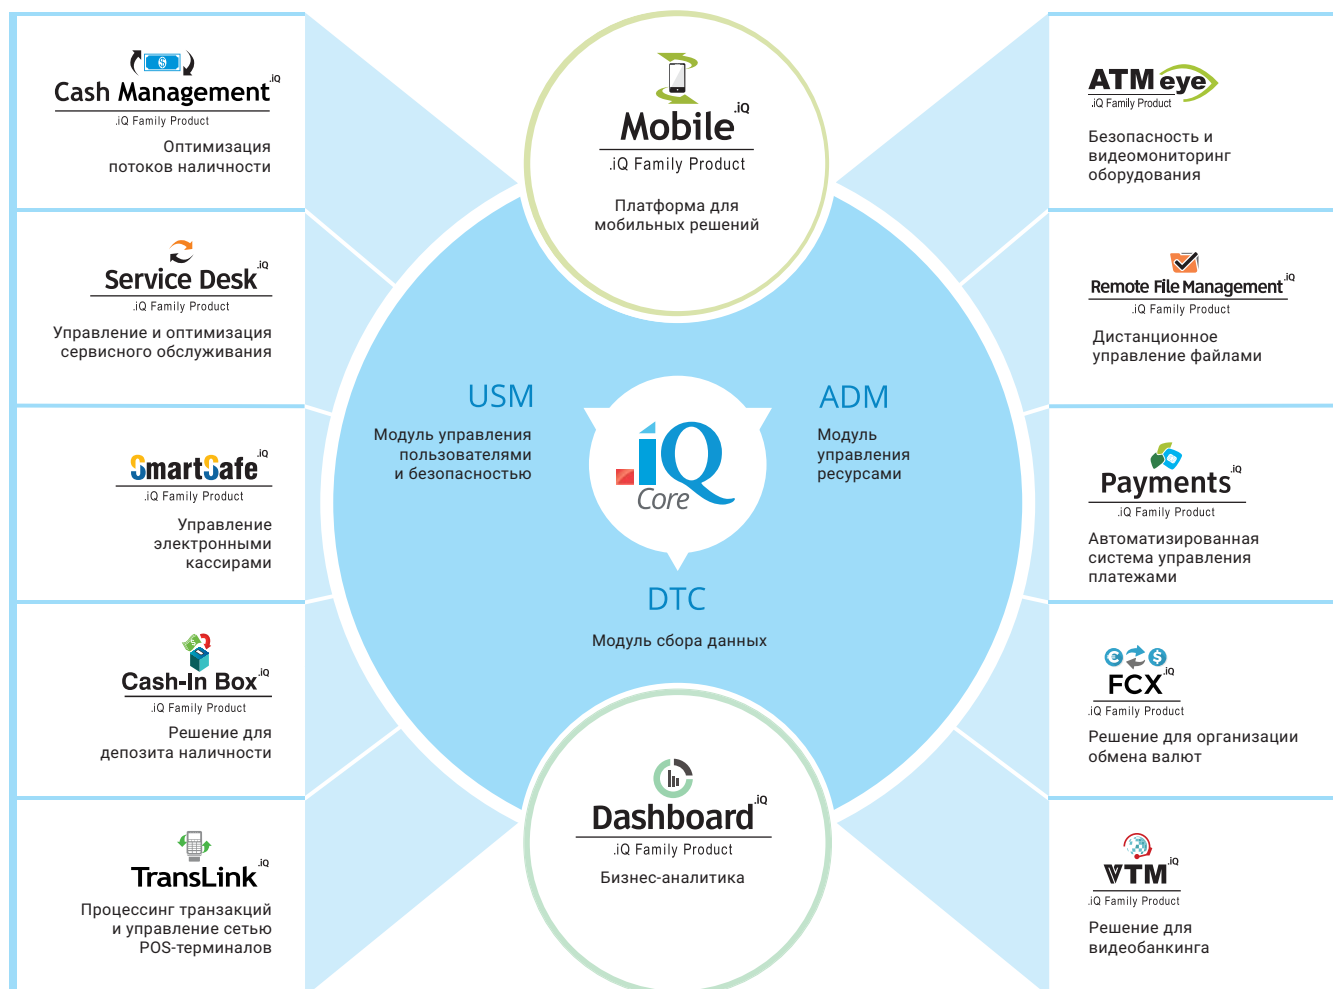 Cash Management.iQ
.iQ Family Product
Оптимизация
потоков наличности
Service Desk.iQ
.iQ Family Product
Управление и оптимизация
сервисного обслуживания
SmartSafe.iQ
.iQ Family Product
Управление
электронными
кассирами
Cash-In Box.iQ
.iQ Family Product
Решение для
депозита наличности
TransLink.iQ
.iQ Family Product
Процессинг транзакций
и управление сетью
POS-терминалов
Mobile.iQ
.iQ Family Product
Платформа для
мобильных решений
USM
Модуль управления
пользователями
и безопасностью
.iQ
Core
ADM
Модуль
управления
ресурсами
DTC
Модуль сбора данных
Dashboard.iQ
.iQ Family Product
Бизнес-аналитика
ATM eye
.iQ Family Product
Безопасность и
видеомониторинг
оборудования
Remote File Management.iQ
.iQ Family Product
Дистанционное
управление файлами
Payments.iQ
.iQ Family Product
Автоматизированная
система управления
платежами
FCX.iQ
.iQ Family Product
Решение для организации
обмена валют
VTM.iQ
.iQ Family Product
Решение для
видеобанкинга